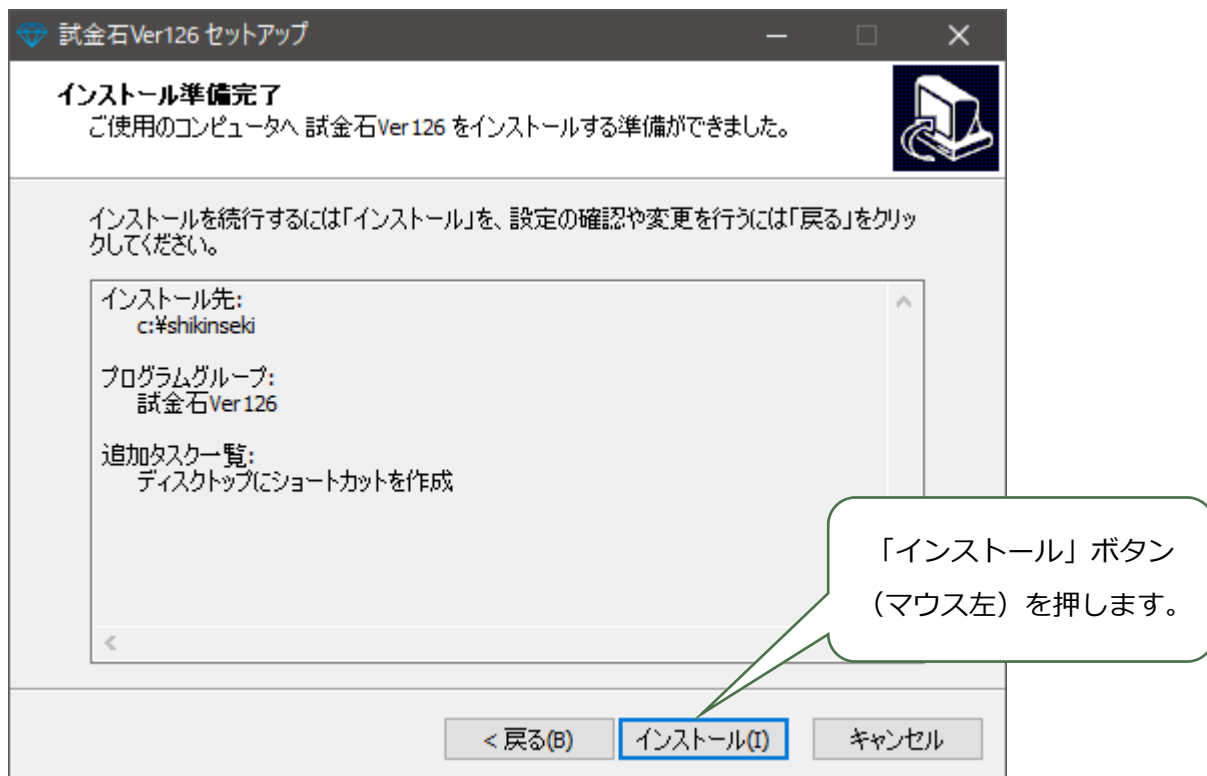 試金石Ver126 セットアップ
インストール準備完了
ご使用のコンピュータへ 試金石Ver126 をインストールする準備ができました。
インストールを続行するには「インストール」を、設定の確認や変更を行うには「戻る」をクリッ
クしてください。
インストール先:
c:¥shikinseki
プログラムグループ:
試金石Ver126
追加タスク一覧:
ディスクトップにショートカットを作成
「インストール」ボタン
（マウス左）を押します。
< 戻る(B)
インストール(I)
キャンセル